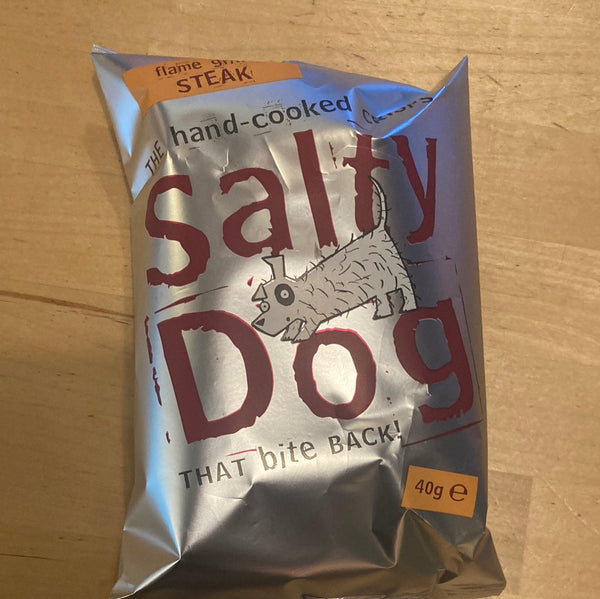 flame
STEAK
THE hand-cooked
Salty
Dog
THAT bite BACK!
40g ℮